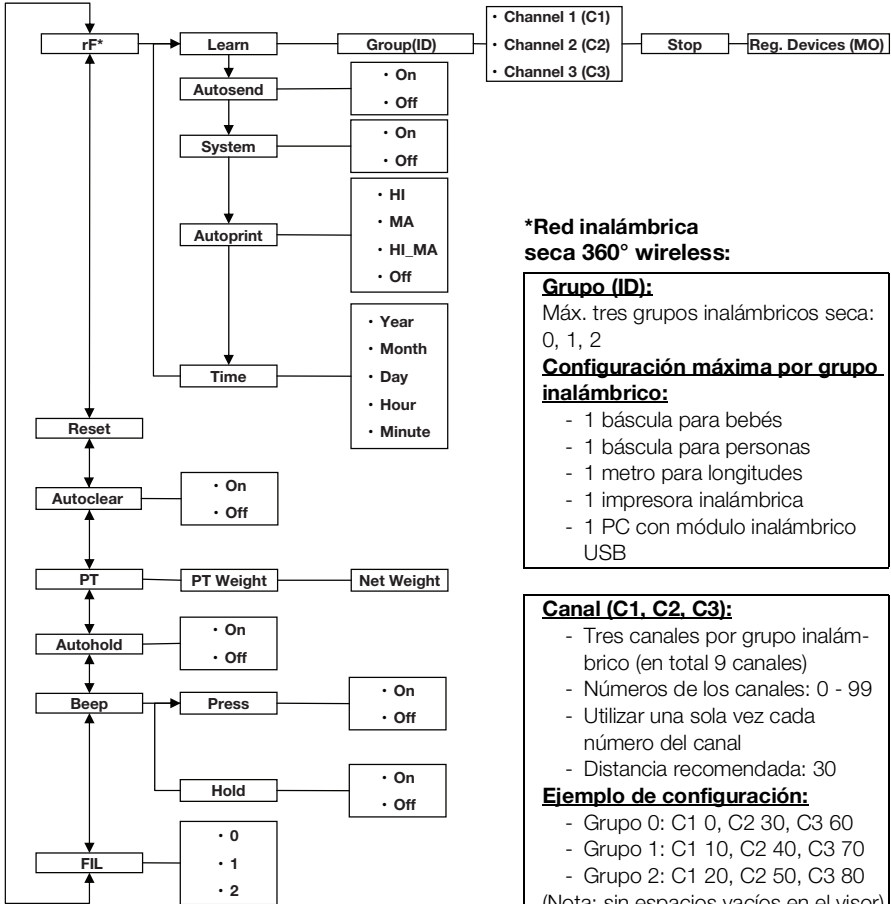 rF*
Learn
Group(ID)
• Channel 1 (C1)
• Channel 2 (C2)
• Channel 3 (C3)
Stop
Reg. Devices (MO)
Autosend
• On
• Off
System
• On
• Off
Autoprint
• HI
• MA
• HI_MA
• Off
Time
• Year
• Month
• Day
• Hour
• Minute
Reset
Autoclear
• On
• Off
PT
PT Weight
Net Weight
Autohold
• On
• Off
Beep
Press
• On
• Off
Hold
• On
• Off
FIL
• 0
• 1
• 2
*Red inalámbrica
seca 360° wireless:
Grupo (ID):
Máx. tres grupos inalámbricos seca:
0, 1, 2
Configuración máxima por grupo
inalámbrico:
- 1 báscula para bebés
- 1 báscula para personas
- 1 metro para longitudes
- 1 impresora inalámbrica
- 1 PC con módulo inalámbrico
USB
Canal (C1, C2, C3):
- Tres canales por grupo inalám-
brico (en total 9 canales)
- Números de los canales: 0 - 99
- Utilizar una sola vez cada
número del canal
- Distancia recomendada: 30
Ejemplo de configuración:
- Grupo 0: C1 0, C2 30, C3 60
- Grupo 1: C1 10, C2 40, C3 70
- Grupo 2: C1 20, C2 50, C3 80
(Nota: sin espacios vacíos en el visor)